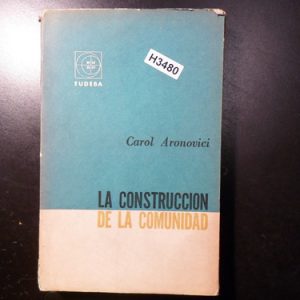 H3480
EUDEBA
Carol Aronovici
LA CONSTRUCCION
DE LA COMUNIDAD